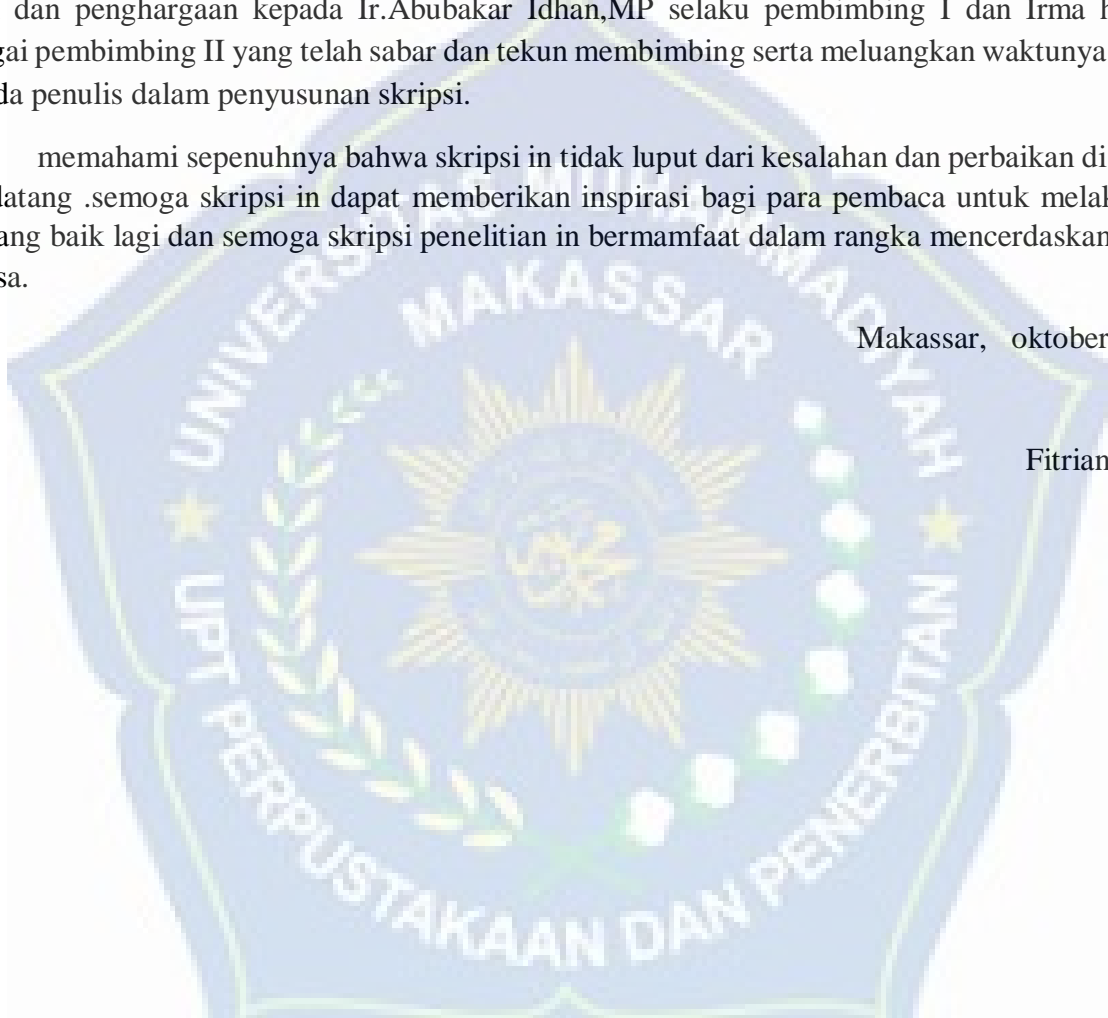 dan penghargaan kepada Ir.Abubakar Idhan,MP selaku pembimbing I dan Irma h
gai pembimbing II yang telah sabar dan tekun membimbing serta meluangkan waktunya
da penulis dalam penyusunan skripsi.
memahami sepenuhnya bahwa skripsi in tidak luput dari kesalahan dan perbaikan di
datang .semoga skripsi in dapat memberikan inspirasi bagi para pembaca untuk melak
ang baik lagi dan semoga skripsi penelitian in bermamfaat dalam rangka mencerdaskan
sa.
Makassar, oktober
Fitrian
UNIVERSITAS MUHAMMADIYAH
MAKASSAR
UPT PERPUSTAKAAN DAN PENERBITAN